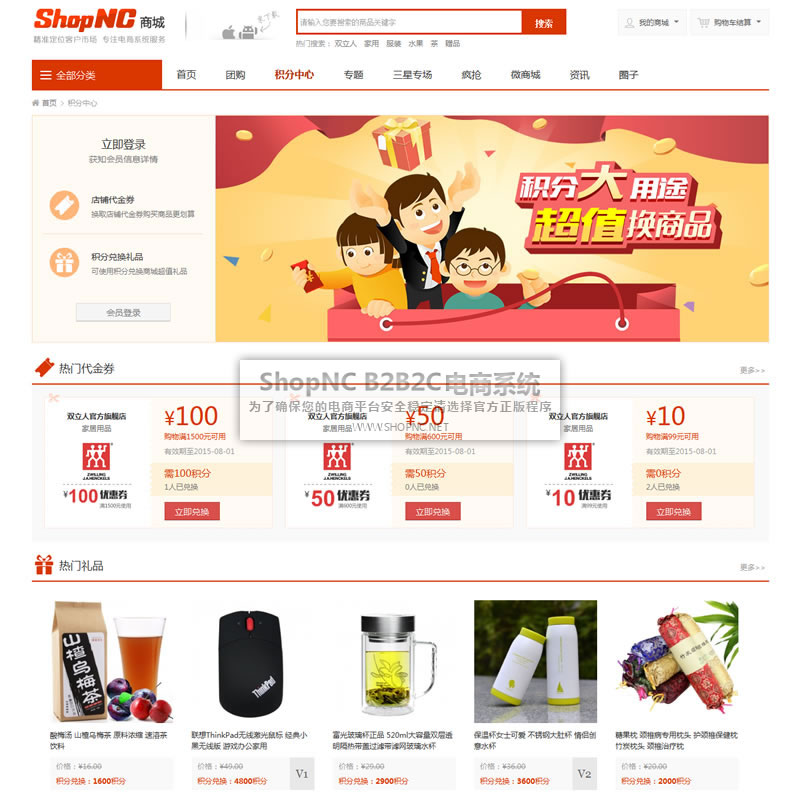 ShopNC 商城
精准定位客户市场 专注电商系统服务
请输入您要搜索的商品关键字
搜索
热门搜索： 双立人 家用 服装 水果 茶 赠品
我的商城
购物车结算
全部分类
首页 团购 积分中心 专题 三星专场 疯抢 微商城 资讯 圈子
首页 > 积分中心
立即登录
获知会员信息详情
店铺代金券
换取店铺代金券购买商品更划算
积分兑换礼品
可使用积分兑换商城超值礼品
会员登录
积分大用途
超值换商品
热门代金券
更多>>
ShopNC B2B2C电商系统
为了确保您的电商平台安全稳定请选择官方正版程序
WWW.SHOPNC.NET
双立人官方旗舰店
家居用品
ZWILLING
J.A.HENCKELS
¥100优惠券
满1500元使用
¥100
购物满1500元可用
有效期至2015-08-01
需100积分
1人已兑换
立即兑换
双立人官方旗舰店
家居用品
ZWILLING
J.A.HENCKELS
¥50优惠券
满600元使用
¥50
购物满600元可用
有效期至2015-08-01
需50积分
0人已兑换
立即兑换
双立人官方旗舰店
家居用品
ZWILLING
J.A.HENCKELS
¥10优惠券
满99元使用
¥10
购物满99元可用
有效期至2015-08-01
需0积分
2人已兑换
立即兑换
热门礼品
更多>>
山楂乌梅茶
酸梅汤 山楂乌梅茶 原料浓缩 速溶茶
饮料
价格：¥16.00
积分兑换：1600积分
ThinkPad
联想ThinkPad无线激光鼠标 经典小
黑无线版 游戏办公家用
价格：¥49.00
积分兑换：4800积分
V1
富光玻璃杯正品 520ml大容量双层透
明隔热带盖过滤带滤网玻璃水杯
价格：¥29.00
积分兑换：2900积分
保温杯女士可爱 不锈钢大肚杯 情侣创
意水杯
价格：¥36.00
积分兑换：3600积分
V2
糖果枕 颈椎病专用枕头 护颈椎保健枕
竹炭枕头 颈椎治疗枕
价格：¥20.00
积分兑换：2000积分